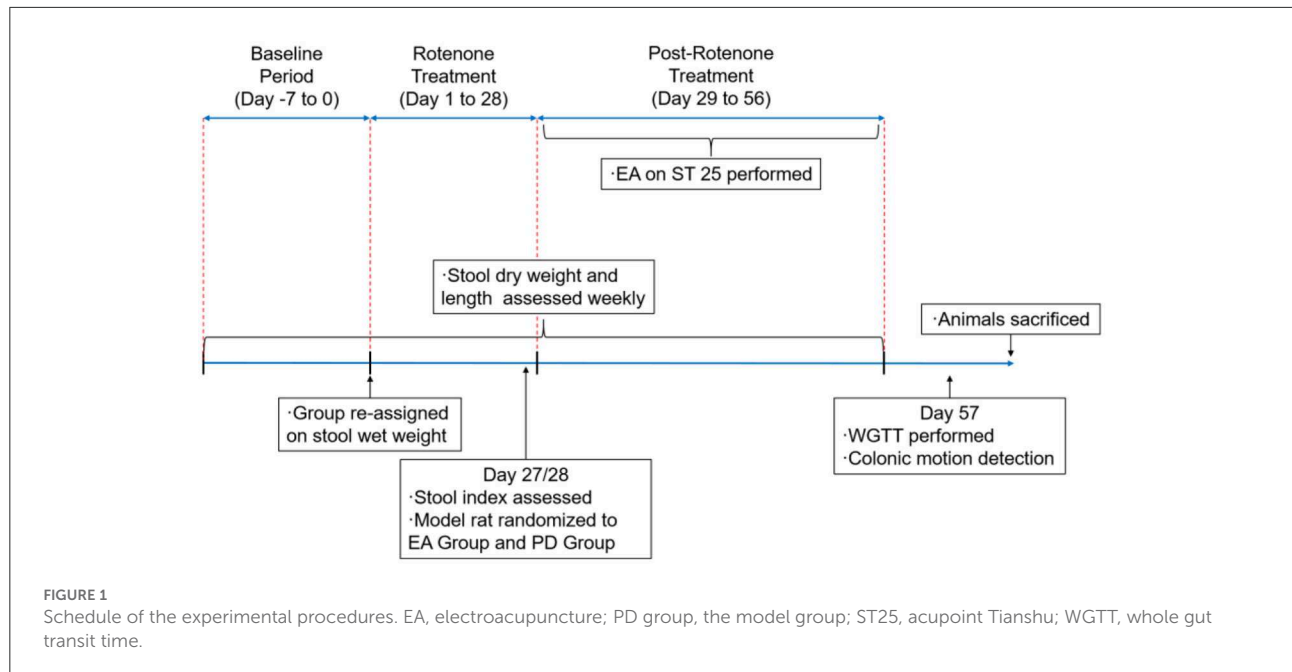 Baseline
Period
(Day -7 to 0)
Rotenone
Treatment
(Day 1 to 28)
Post-Rotenone
Treatment
(Day 29 to 56)
·EA on ST 25 performed
·Stool dry weight and
length assessed weekly
·Animals sacrificed
·Group re-assigned
on stool wet weight
Day 27/28
·Stool index assessed
·Model rat randomized to
EA Group and PD Group
Day 57
·WGTT performed
·Colonic motion detection
FIGURE 1
Schedule of the experimental procedures. EA, electroacupuncture; PD group, the model group; ST25, acupoint Tianshu; WGTT, whole gut
transit time.